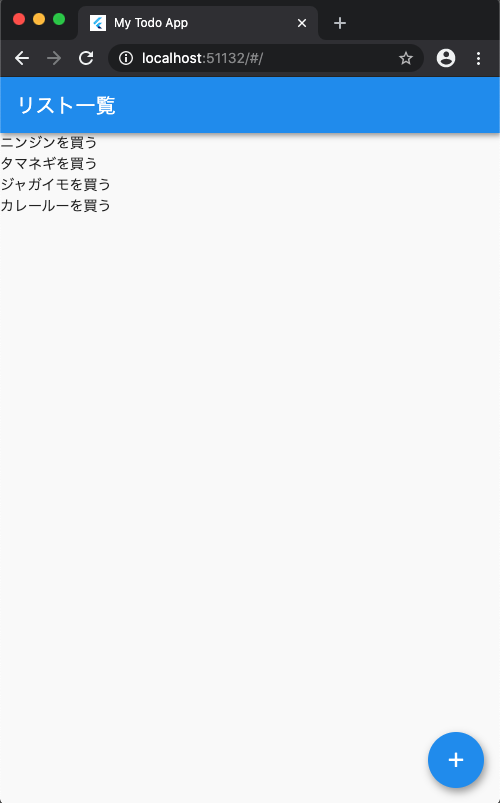 My Todo App
localhost:51132/#/
リスト一覧
ニンジンを買う
タマネギを買う
ジャガイモを買う
カレールーを買う